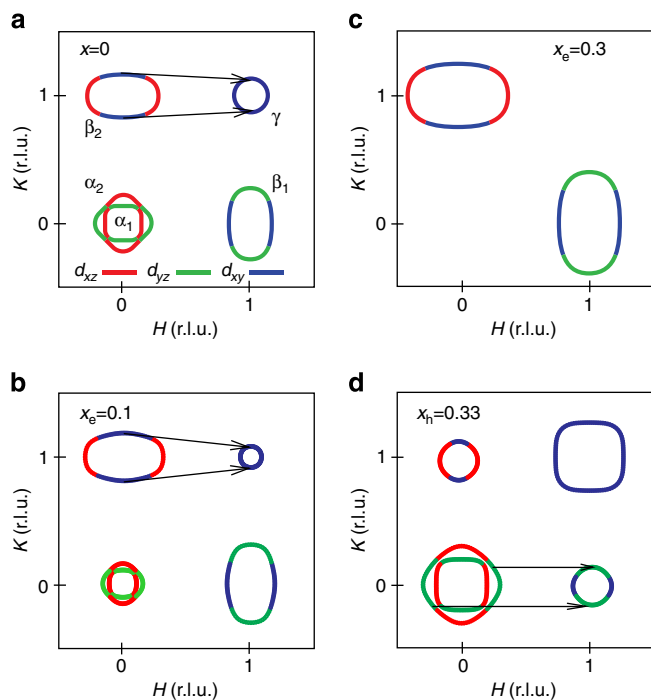 a
x=0
K (r.l.u.)
1
0
β2
γ
α2
α1
β1
dxz
dyz
dxy
0
1
H (r.l.u.)
c
xe=0.3
K (r.l.u.)
1
0
0
1
H (r.l.u.)
b
xe=0.1
K (r.l.u.)
1
0
0
1
H (r.l.u.)
d
xh=0.33
K (r.l.u.)
1
0
0
1
H (r.l.u.)